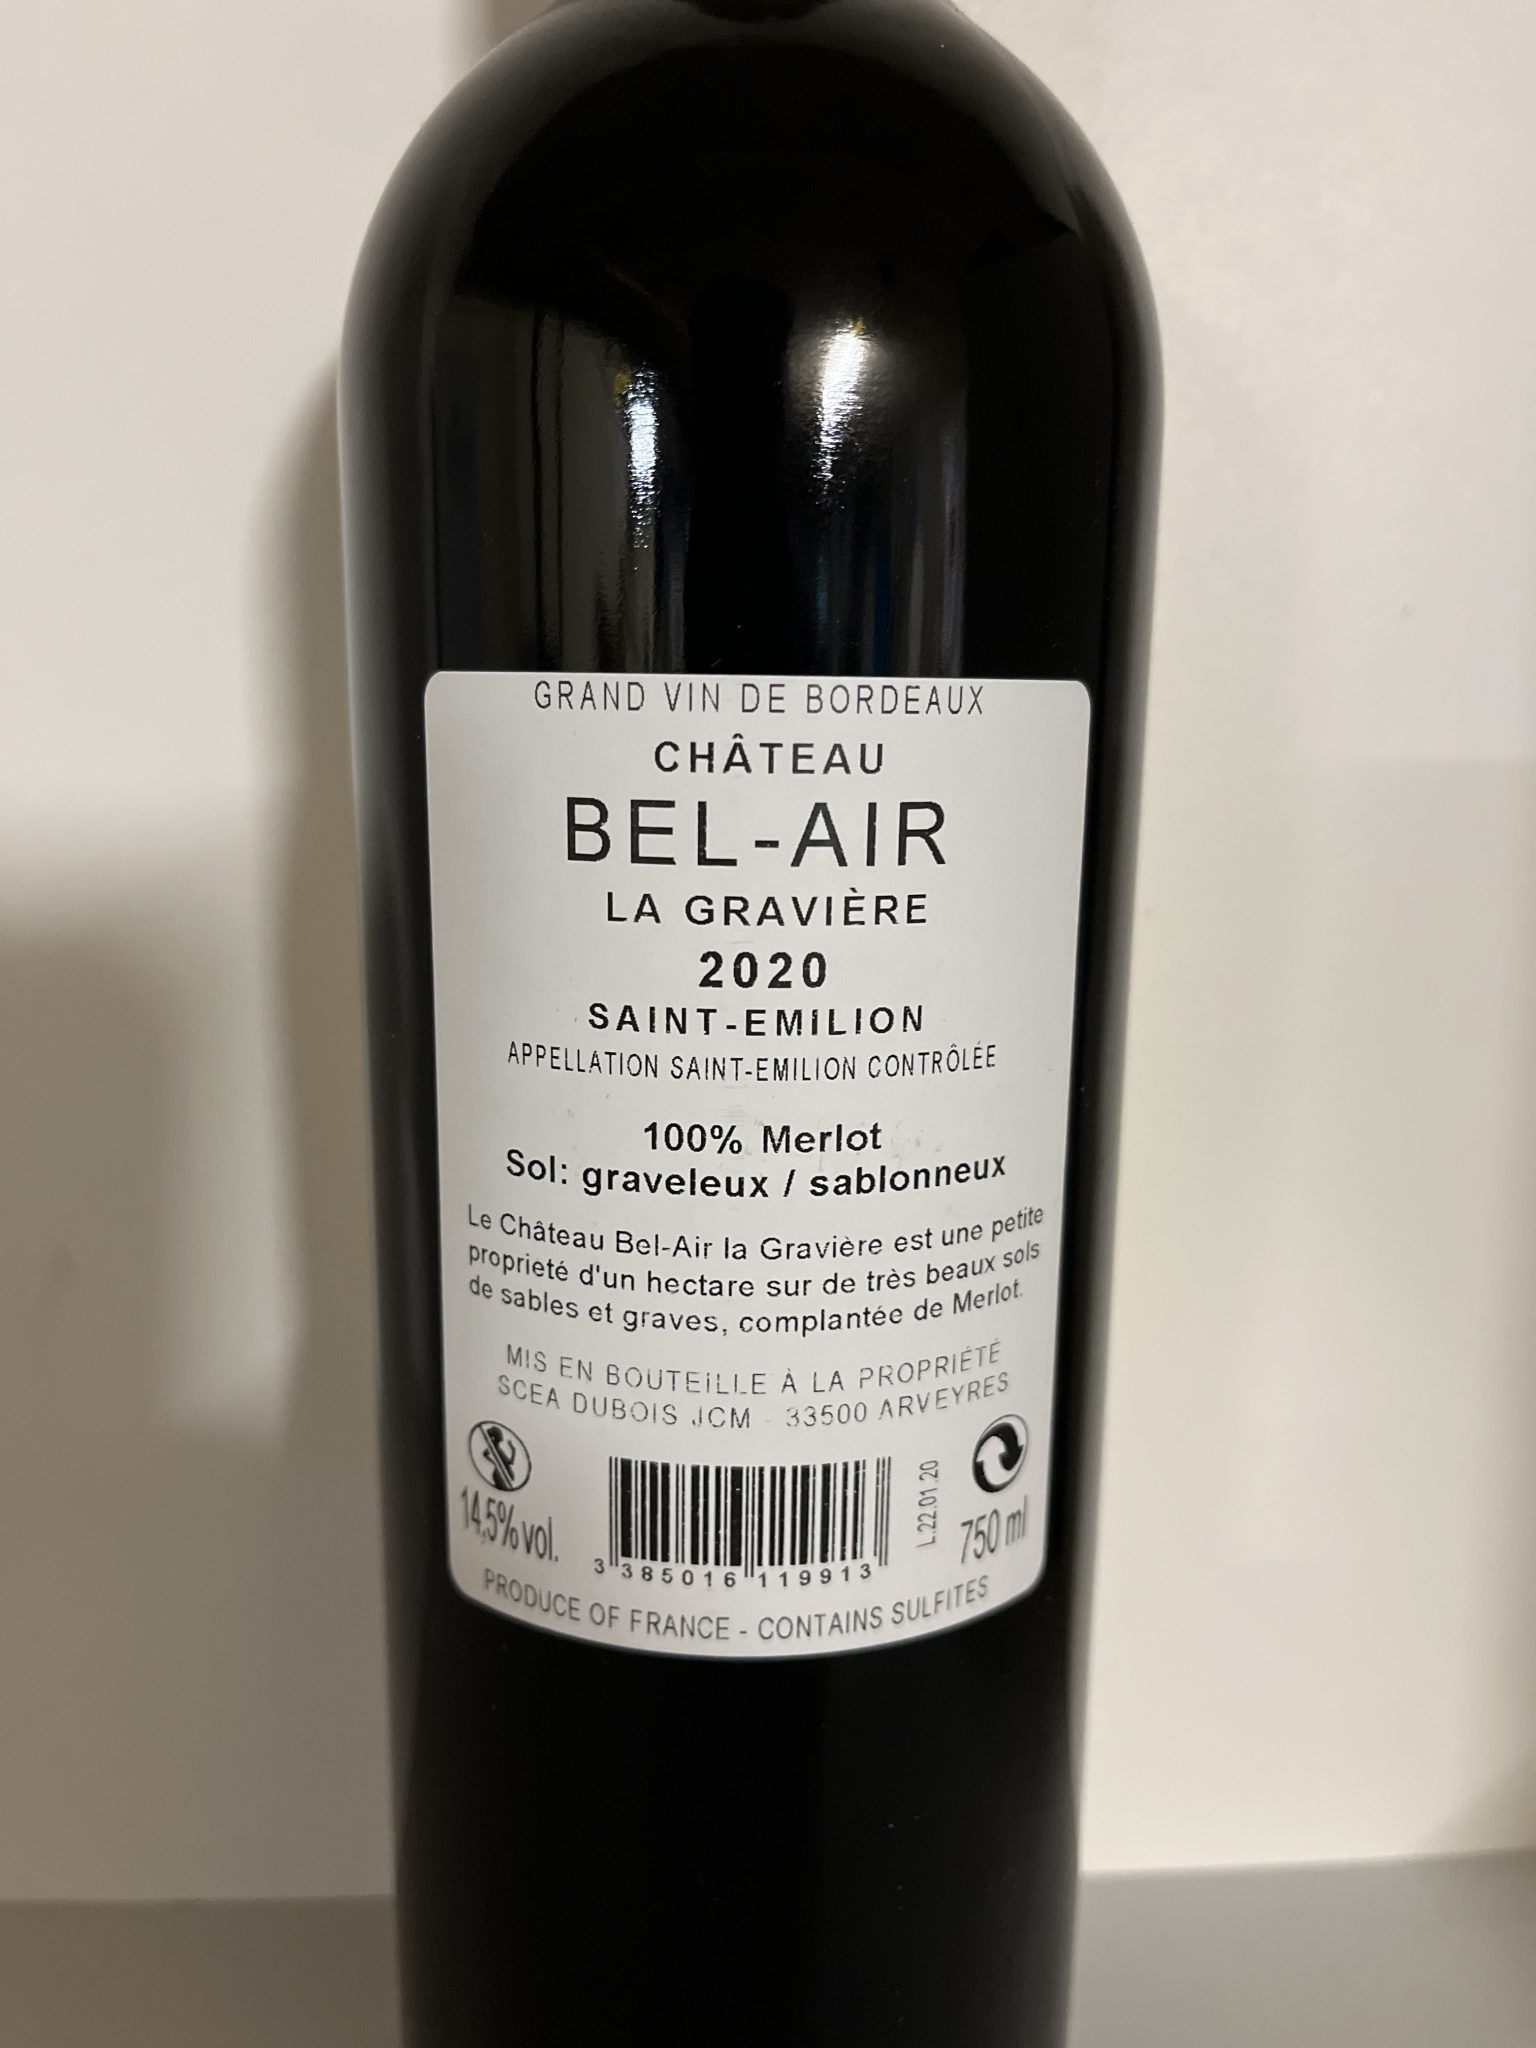 GRAND VIN DE BORDEAUX
CHÂTEAU
BEL-AIR
LA GRAVIÈRE
2020
SAINT-EMILION
APPELLATION SAINT-EMILION CONTRÔLÉE
100% Merlot
Sol: graveleux / sablonneux
Le Château Bel-Air la Gravière est une petite
proprieté d'un hectare sur de très beaux sols
de sables et graves, complantée de Merlot.
MIS EN BOUTEILLE À LA PROPRIÉTÉ
SCEA DUBOIS JCM - 33500 ARVEYRES
14,5% vol.
3 385016 119913
L.22.01.20
750 ml
PRODUCE OF FRANCE - CONTAINS SULFITES